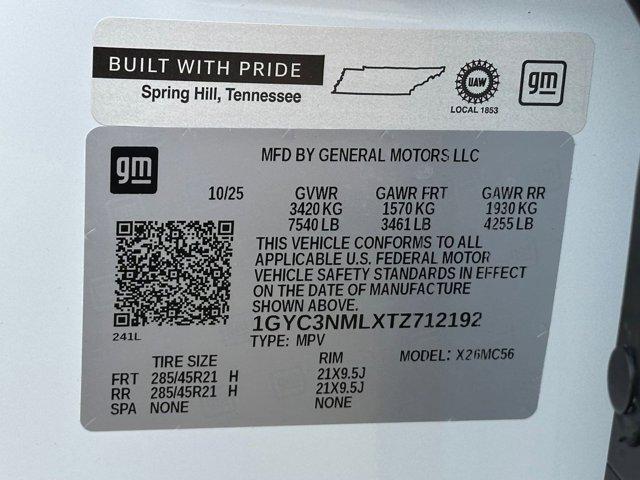 BUILT WITH PRIDE
Spring Hill, Tennessee
UAW
LOCAL 1853
gm
gm
MFD BY GENERAL MOTORS LLC
10/25 GVWR GAWR FRT GAWR RR
3420 KG 1570 KG 1930 KG
7540 LB 3461 LB 4255 LB
THIS VEHICLE CONFORMS TO ALL
APPLICABLE U.S. FEDERAL MOTOR
VEHICLE SAFETY STANDARDS IN EFFECT
ON THE DATE OF MANUFACTURE
SHOWN ABOVE.
1GYC3NMLXTZ712192
241L
TYPE: MPV MODEL: X26MC56
TIRE SIZE RIM
FRT 285/45R21 H 21X9.5J
RR 285/45R21 H 21X9.5J
SPA NONE NONE